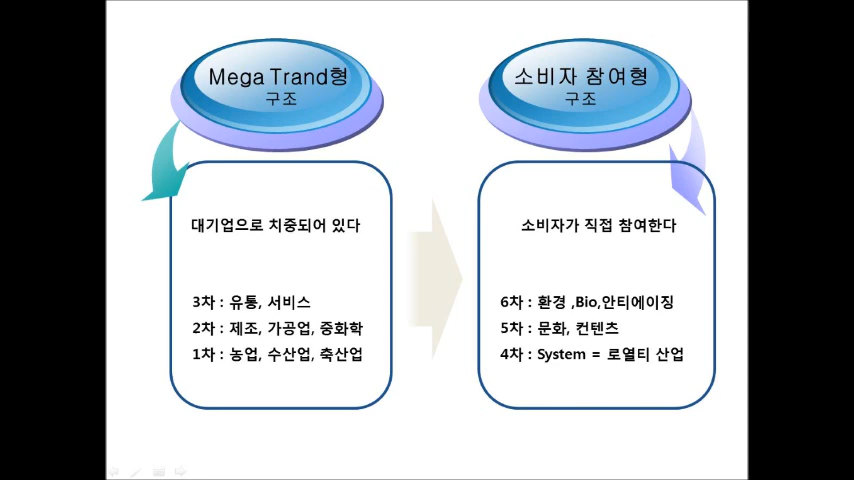 Mega Trand형
구조
대기업으로 치중되어 있다
3차 : 유통, 서비스
2차 : 제조, 가공업, 중화학
1차 : 농업, 수산업, 축산업
소비자 참여형
구조
소비자가 직접 참여한다
6차 : 환경 ,Bio,안티에이징
5차 : 문화, 컨텐츠
4차 : System = 로열티 산업